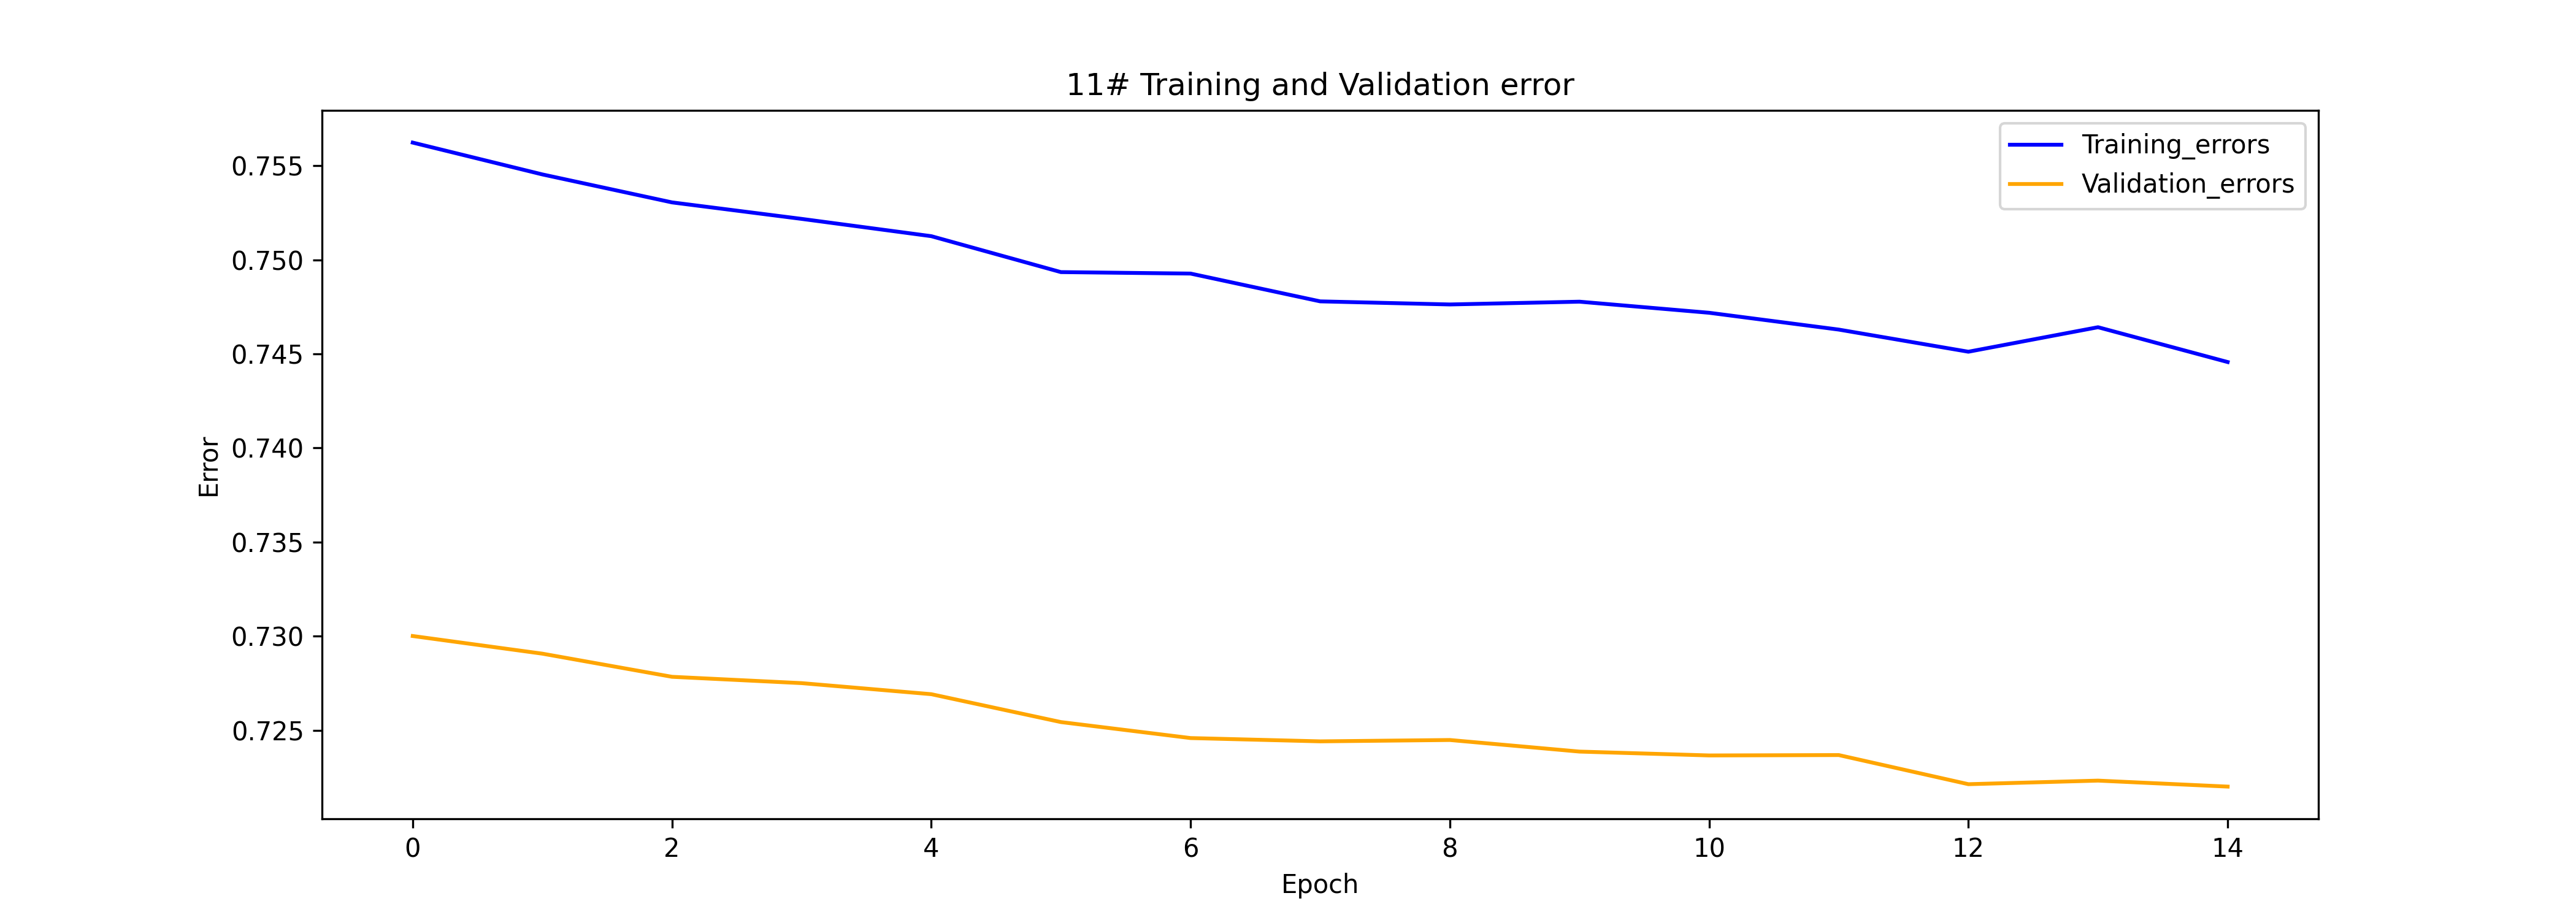 11# Training and Validation error
Training_errors
Validation_errors
0.755
0.750
0.745
0.740
0.735
0.730
0.725
Error
0 2 4 6 8 10 12 14
Epoch